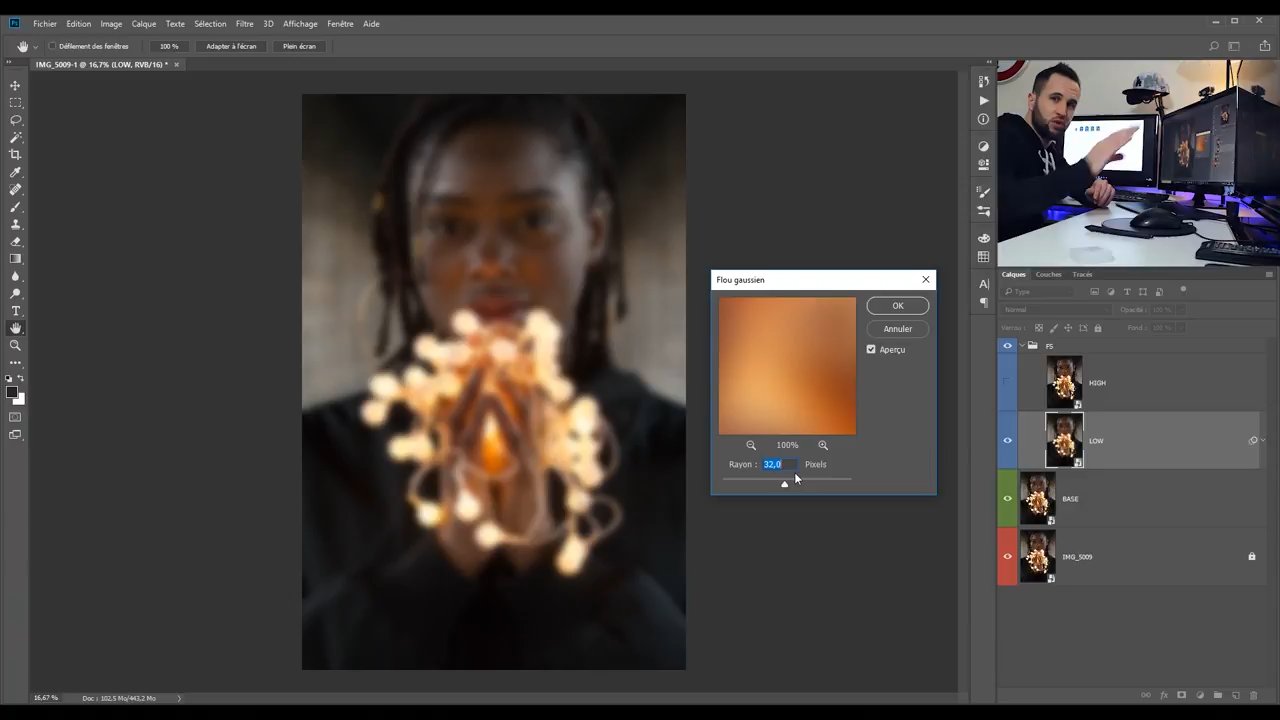 Ps Fichier Edition Image Calque Texte Sélection Filtre 3D Affichage Fenêtre Aide
Défilement des fenêtres 100 % Adapter à l'écran Plein écran
IMG_5009-1 @ 16,7% (LOW, RVB/16) * ×
Flou gaussien
OK
Annuler
Aperçu
100%
Rayon : 32,0 Pixels
Calques Couches Tracés
Type
Normal Opacité : 100 %
Verrou : Fond : 100 %
FS
HIGH
LOW
BASE
IMG_5009
16,67 % Doc : 102,5 Mo/443,2 Mo